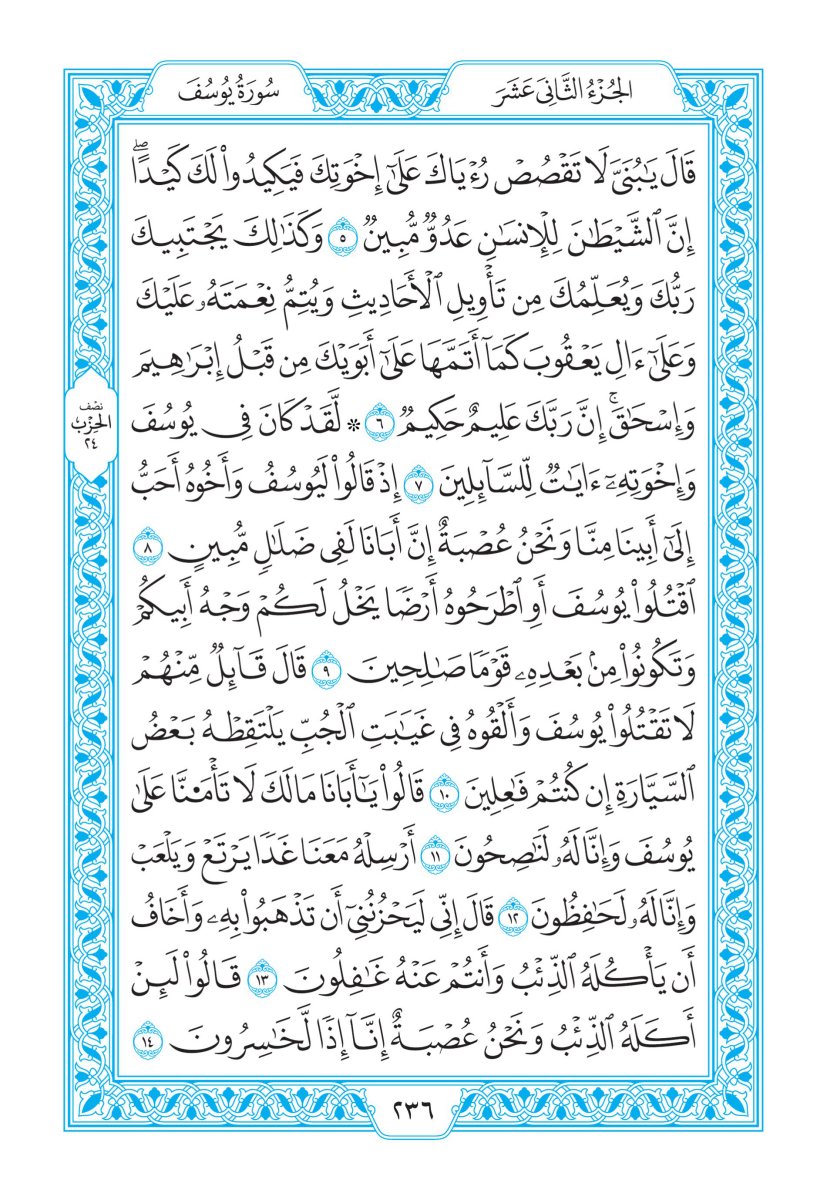 الجُزْءُ الثَّانِىَ عَشَرَ
سُورَةُ يُوسُفَ
قَالَ يَـٰبُنَىَّ لَا تَقْصُصْ رُءْيَاكَ عَلَىٰٓ إِخْوَتِكَ فَيَكِيدُوا۟ لَكَ كَيْدًا ۖ
إِنَّ ٱلشَّيْطَـٰنَ لِلْإِنسَـٰنِ عَدُوٌّ مُّبِينٌ ٥ وَكَذَٰلِكَ يَجْتَبِيكَ
رَبُّكَ وَيُعَلِّمُكَ مِن تَأْوِيلِ ٱلْأَحَادِيثِ وَيُتِمُّ نِعْمَتَهُۥ عَلَيْكَ
وَعَلَىٰٓ ءَالِ يَعْقُوبَ كَمَآ أَتَمَّهَا عَلَىٰٓ أَبَوَيْكَ مِن قَبْلُ إِبْرَٰهِيمَ
وَإِسْحَـٰقَ ۚ إِنَّ رَبَّكَ عَلِيمٌ حَكِيمٌ ٦ * لَّقَدْ كَانَ فِى يُوسُفَ
وَإِخْوَتِهِۦٓ ءَايَـٰتٌ لِّلسَّآئِلِينَ ٧ إِذْ قَالُوا۟ لَيُوسُفُ وَأَخُوهُ أَحَبُّ
إِلَىٰٓ أَبِينَا مِنَّا وَنَحْنُ عُصْبَةٌ إِنَّ أَبَانَا لَفِى ضَلَـٰلٍ مُّبِينٍ ٨
ٱقْتُلُوا۟ يُوسُفَ أَوِ ٱطْرَحُوهُ أَرْضًا يَخْلُ لَكُمْ وَجْهُ أَبِيكُمْ
وَتَكُونُوا۟ مِنۢ بَعْدِهِۦ قَوْمًا صَـٰلِحِينَ ٩ قَالَ قَآئِلٌ مِّنْهُمْ
لَا تَقْتُلُوا۟ يُوسُفَ وَأَلْقُوهُ فِى غَيَـٰبَتِ ٱلْجُبِّ يَلْتَقِطْهُ بَعْضُ
ٱلسَّيَّارَةِ إِن كُنتُمْ فَـٰعِلِينَ ١٠ قَالُوا۟ يَـٰٓأَبَانَا مَا لَكَ لَا تَأْمَ۫نَّا عَلَىٰ
يُوسُفَ وَإِنَّا لَهُۥ لَنَـٰصِحُونَ ١١ أَرْسِلْهُ مَعَنَا غَدًا يَرْتَعْ وَيَلْعَبْ
وَإِنَّا لَهُۥ لَحَـٰفِظُونَ ١٢ قَالَ إِنِّى لَيَحْزُنُنِىٓ أَن تَذْهَبُوا۟ بِهِۦ وَأَخَافُ
أَن يَأْكُلَهُ ٱلذِّئْبُ وَأَنتُمْ عَنْهُ غَـٰفِلُونَ ١٣ قَالُوا۟ لَئِنْ
أَكَلَهُ ٱلذِّئْبُ وَنَحْنُ عُصْبَةٌ إِنَّآ إِذًا لَّخَـٰسِرُونَ ١٤
نصْف
الحِزْبْ
٢٤
٢٣٦